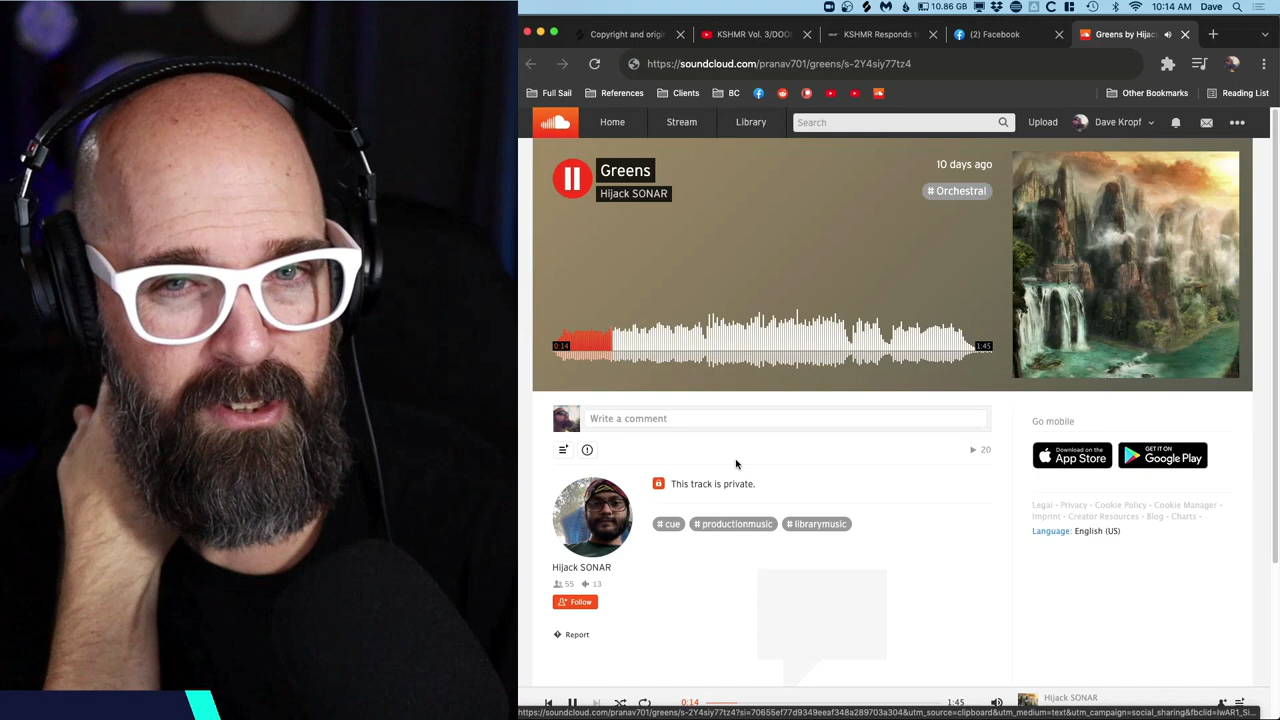 10.86 GB
10:14 AM Dave
Copyright and origin
KSHMR Vol. 3/DOO
KSHMR Responds t
(2) Facebook
Greens by Hijac
https://soundcloud.com/pranav701/greens/s-2Y4siy77tz4
Full Sail
References
Clients
BC
Other Bookmarks
Reading List
Home
Stream
Library
Search
Upload
Dave Kropf
Greens
Hijack SONAR
10 days ago
# Orchestral
0:14
1:45
Write a comment
20
This track is private.
# cue
# productionmusic
# librarymusic
Hijack SONAR
55
13
Follow
Report
Go mobile
Download on the App Store
GET IT ON Google Play
Legal - Privacy - Cookie Policy - Cookie Manager -
Imprint - Creator Resources - Blog - Charts -
Language: English (US)
0:14
1:45
Hijack SONAR